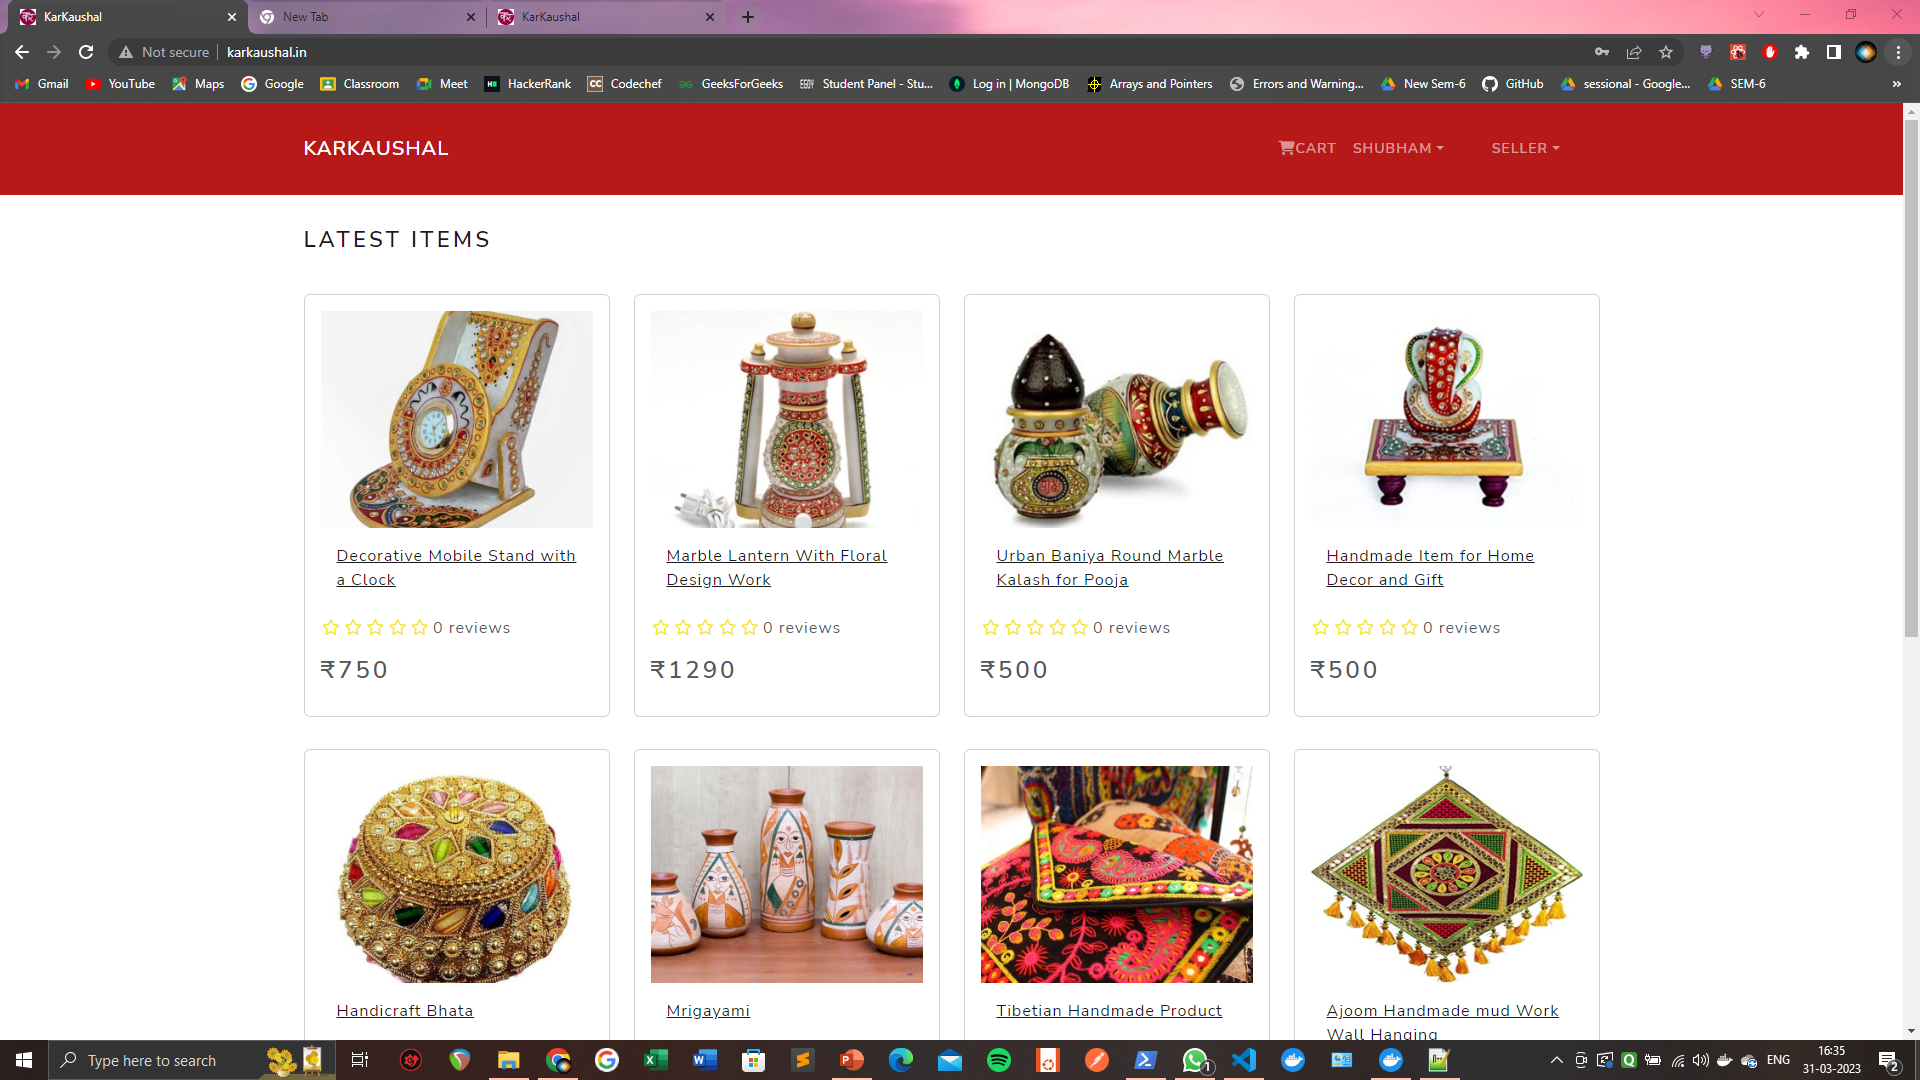 KarKaushal
New Tab
KarKaushal
Not secure
karkaushal.in
Gmail
YouTube
Maps
Google
Classroom
Meet
HackerRank
Codechef
GeeksForGeeks
Student Panel - Stu...
Log in | MongoDB
Arrays and Pointers
Errors and Warning...
New Sem-6
GitHub
sessional - Google...
SEM-6
»
KARKAUSHAL
CART
SHUBHAM
SELLER
LATEST ITEMS
Decorative Mobile Stand with
a Clock
0 reviews
₹750
Marble Lantern With Floral
Design Work
0 reviews
₹1290
Urban Baniya Round Marble
Kalash for Pooja
0 reviews
₹500
Handmade Item for Home
Decor and Gift
0 reviews
₹500
Handicraft Bhata
Mrigayami
Tibetian Handmade Product
Ajoom Handmade mud Work
Wall Hanging
Type here to search
1
ENG
16:35
31-03-2023
2